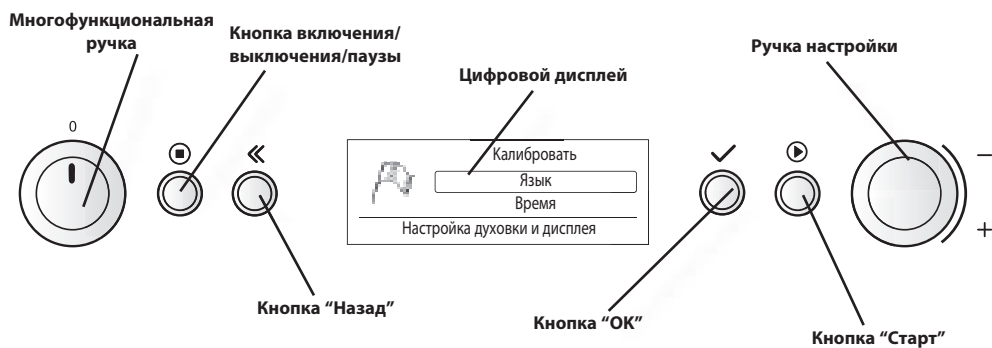 Многофункциональная
ручка
Кнопка включения/
выключения/паузы
Цифровой дисплей
Ручка настройки
0
Калибровать
Язык
Время
Настройка духовки и дисплея
−
+
Кнопка “Назад”
Кнопка “ОК”
Кнопка “Старт”